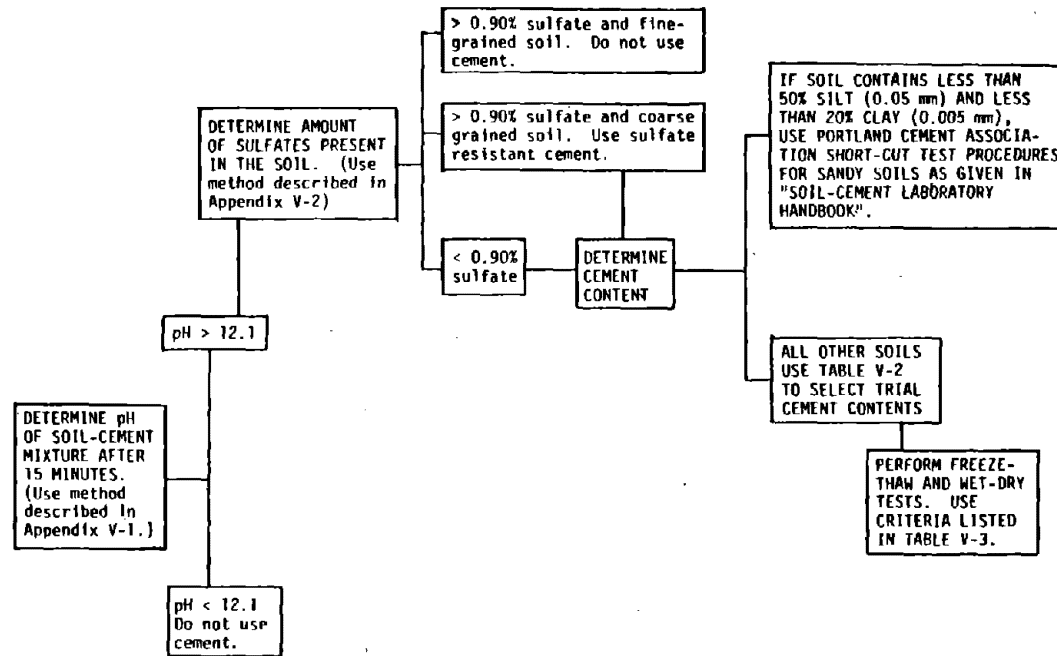 > 0.90% sulfate and fine-
grained soil. Do not use
cement.
> 0.90% sulfate and coarse
grained soil. Use sulfate
resistant cement.
< 0.90%
sulfate
DETERMINE AMOUNT
OF SULFATES PRESENT
IN THE SOIL. (Use
method described in
Appendix V-2)
pH > 12.1
DETERMINE pH
OF SOIL-CEMENT
MIXTURE AFTER
15 MINUTES.
(Use method
described in
Appendix V-1.)
pH < 12.1
Do not use
cement.
DETERMINE
CEMENT
CONTENT
IF SOIL CONTAINS LESS THAN
50% SILT (0.05 mm) AND LESS
THAN 20% CLAY (0.005 mm),
USE PORTLAND CEMENT ASSOCIA-
TION SHORT-CUT TEST PROCEDURES
FOR SANDY SOILS AS GIVEN IN
"SOIL-CEMENT LABORATORY
HANDBOOK".
ALL OTHER SOILS
USE TABLE V-2
TO SELECT TRIAL
CEMENT CONTENTS
PERFORM FREEZE-
THAW AND WET-DRY
TESTS. USE
CRITERIA LISTED
IN TABLE V-3.